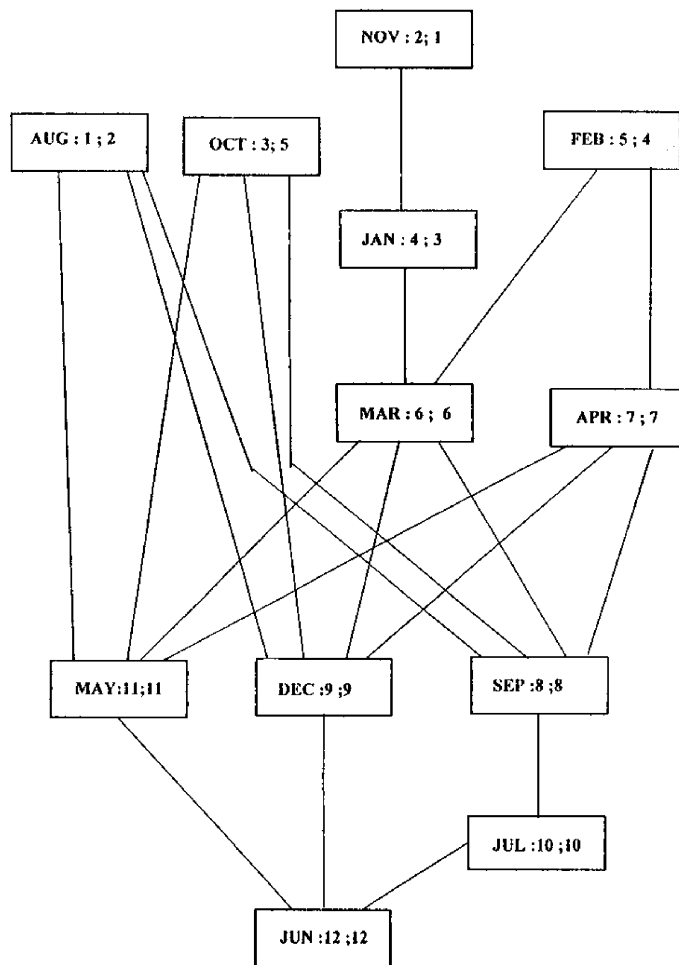 NOV : 2; 1
AUG : 1 ; 2
OCT : 3; 5
FEB : 5 ; 4
JAN : 4 ; 3
MAR : 6 ; 6
APR : 7 ; 7
MAY:11;11
DEC :9 ;9
SEP :8 ;8
JUL :10 ;10
JUN :12 ;12